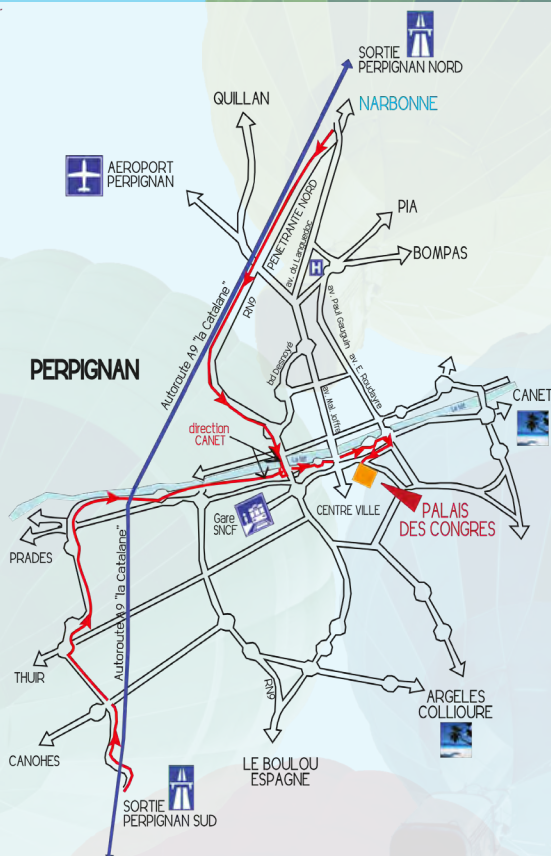 SORTIE
PERPIGNAN NORD
NARBONNE
QUILLAN
AEROPORT
PERPIGNAN
PENETRANTE NORD
av. du Languedoc
PIA
BOMPAS
H
RN9
Autoroute A9 "la Catalane"
av. Paul Gauguin
av. E. Roudayre
bd Desnoyé
av. Mal Joffre
PERPIGNAN
CANET
direction
CANET
La Têt
Gare
SNCF
CENTRE VILLE
PALAIS
DES CONGRES
PRADES
Autoroute A9 "la Catalane"
THUIR
RN9
ARGELES
COLLIOURE
CANOHES
LE BOULOU
ESPAGNE
SORTIE
PERPIGNAN SUD